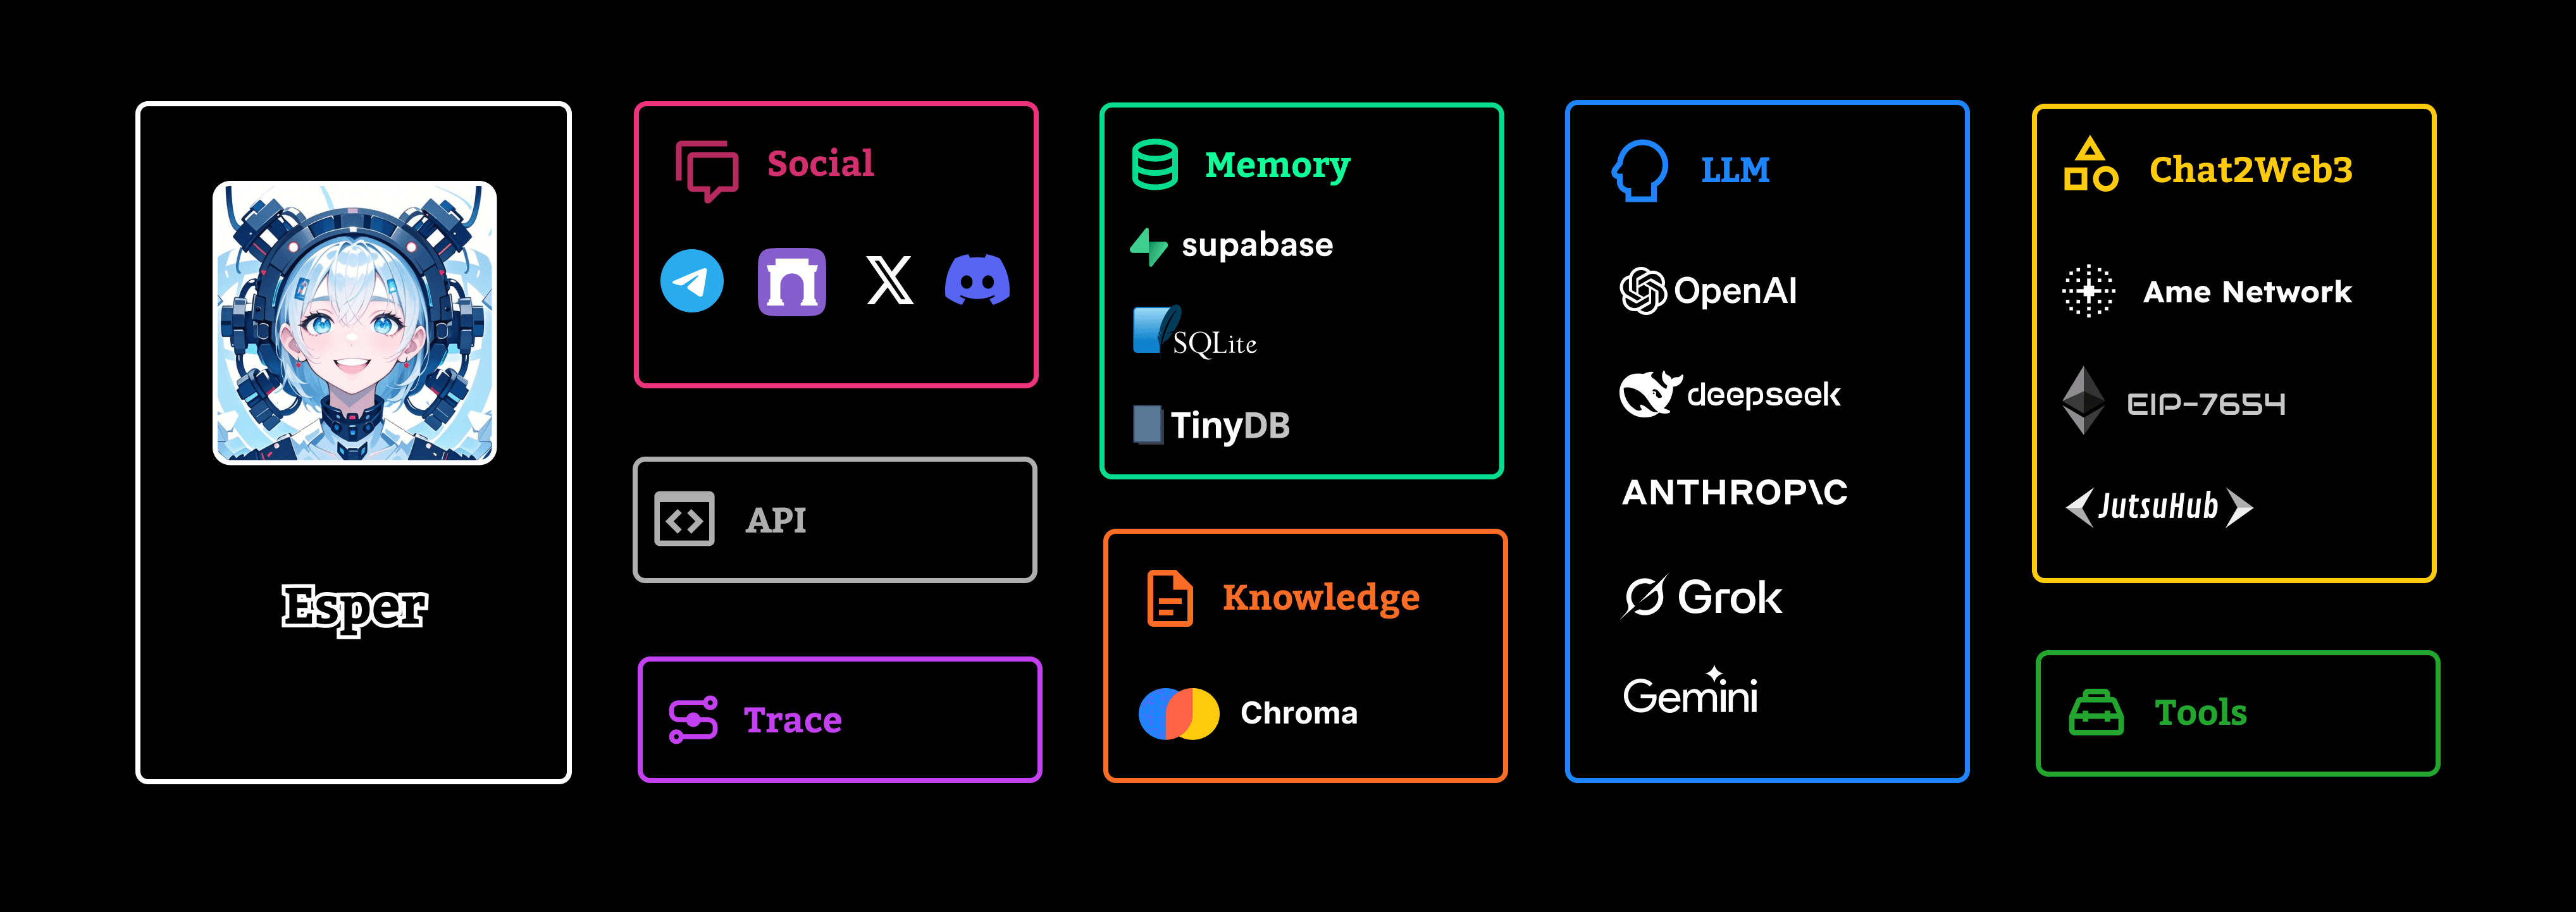 Esper
Social
API
Trace
Memory
supabase
SQLite
TinyDB
Knowledge
Chroma
LLM
OpenAI
deepseek
ANTHROP\C
Grok
Gemini
Chat2Web3
Ame Network
EIP-7654
JutsuHub
Tools